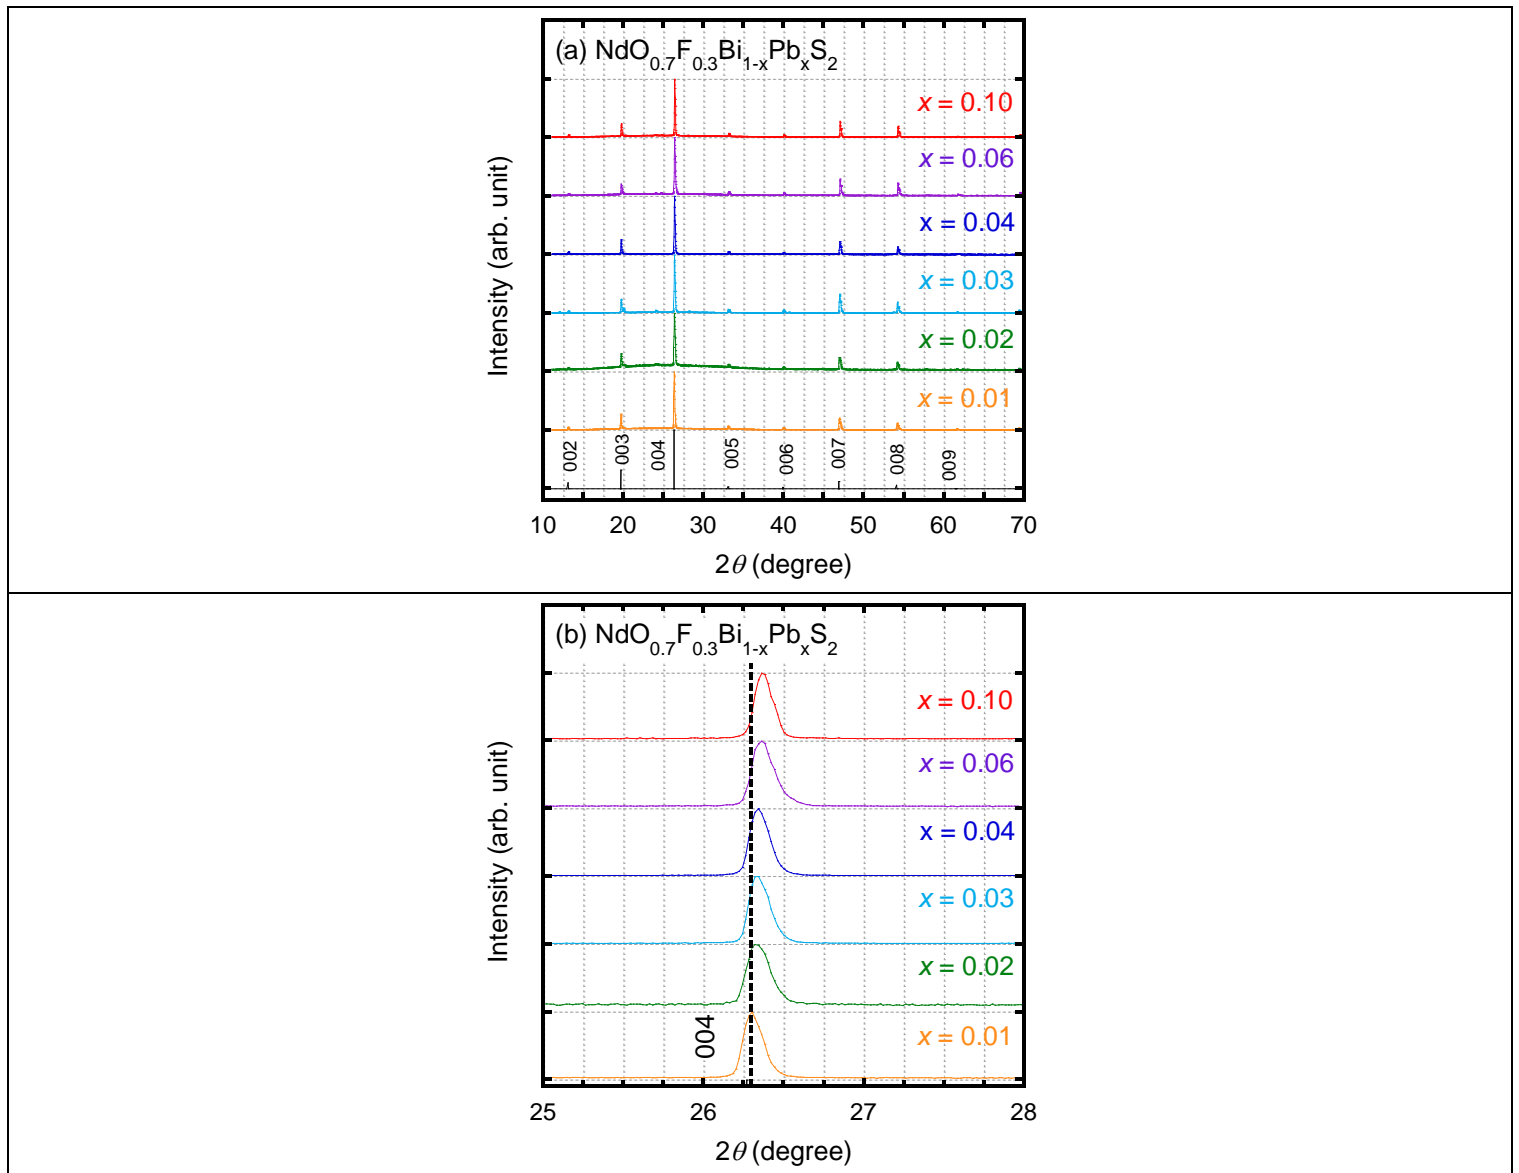 (a) NdO0.7F0.3Bi1-xPbxS2
x = 0.10
x = 0.06
x = 0.04
x = 0.03
x = 0.02
x = 0.01
002 003 004 005 006 007 008 009
Intensity (arb. unit)
10 20 30 40 50 60 70
2θ (degree)
(b) NdO0.7F0.3Bi1-xPbxS2
x = 0.10
x = 0.06
x = 0.04
x = 0.03
x = 0.02
x = 0.01
004
Intensity (arb. unit)
25 26 27 28
2θ (degree)